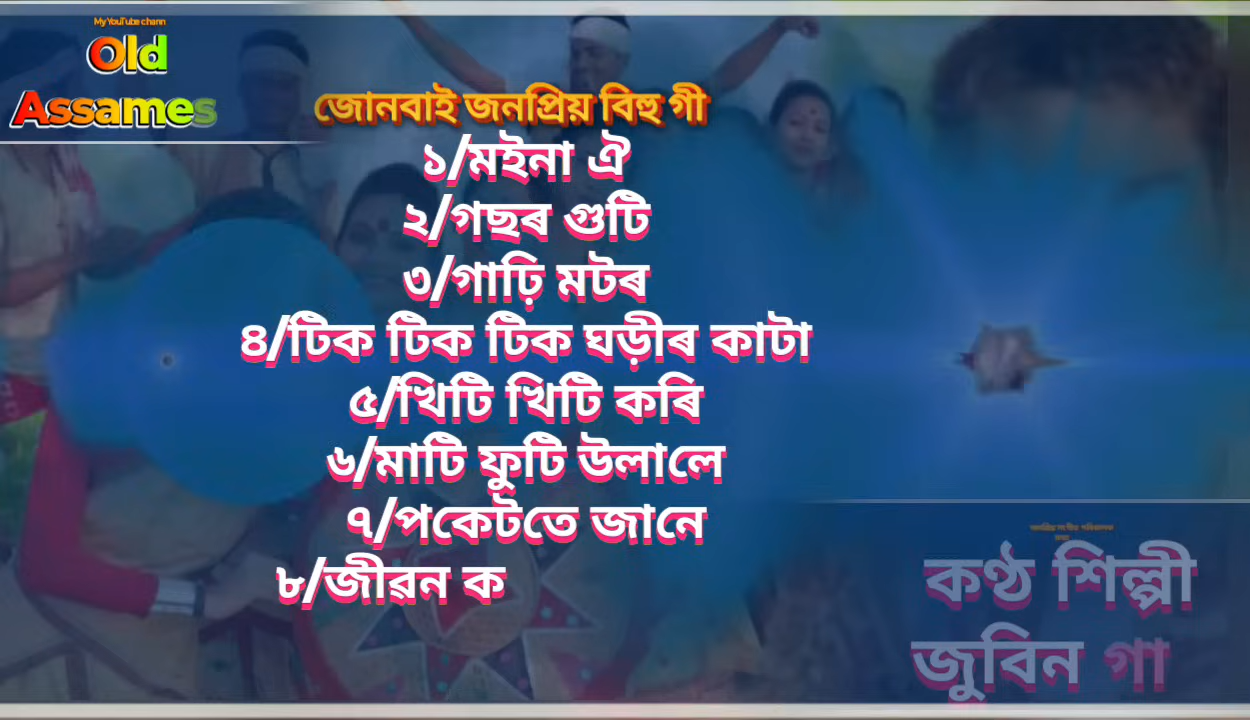 My YouTube chann
Old
Assames
জোনবাই জনপ্ৰিয় বিহু গী
১/মইনা ঐ
২/গছৰ গুটি
৩/গাঢ়ি মটৰ
৪/টিক টিক টিক ঘড়ীৰ কাটা
৫/খিটি খিটি কৰি
৬/মাটি ফুটি উলালে
৭/পকেটতে জানে
৮/জীৱন ক
কণ্ঠ শিল্পী
জুবিন গা